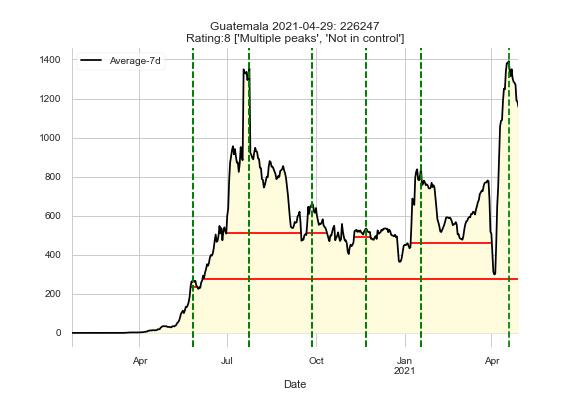 Guatemala 2021-04-29: 226247
Rating:8 ['Multiple peaks', 'Not in control']
Average-7d
1400
1200
1000
800
600
400
200
0
Apr Jul Oct Jan Apr
2021
Date